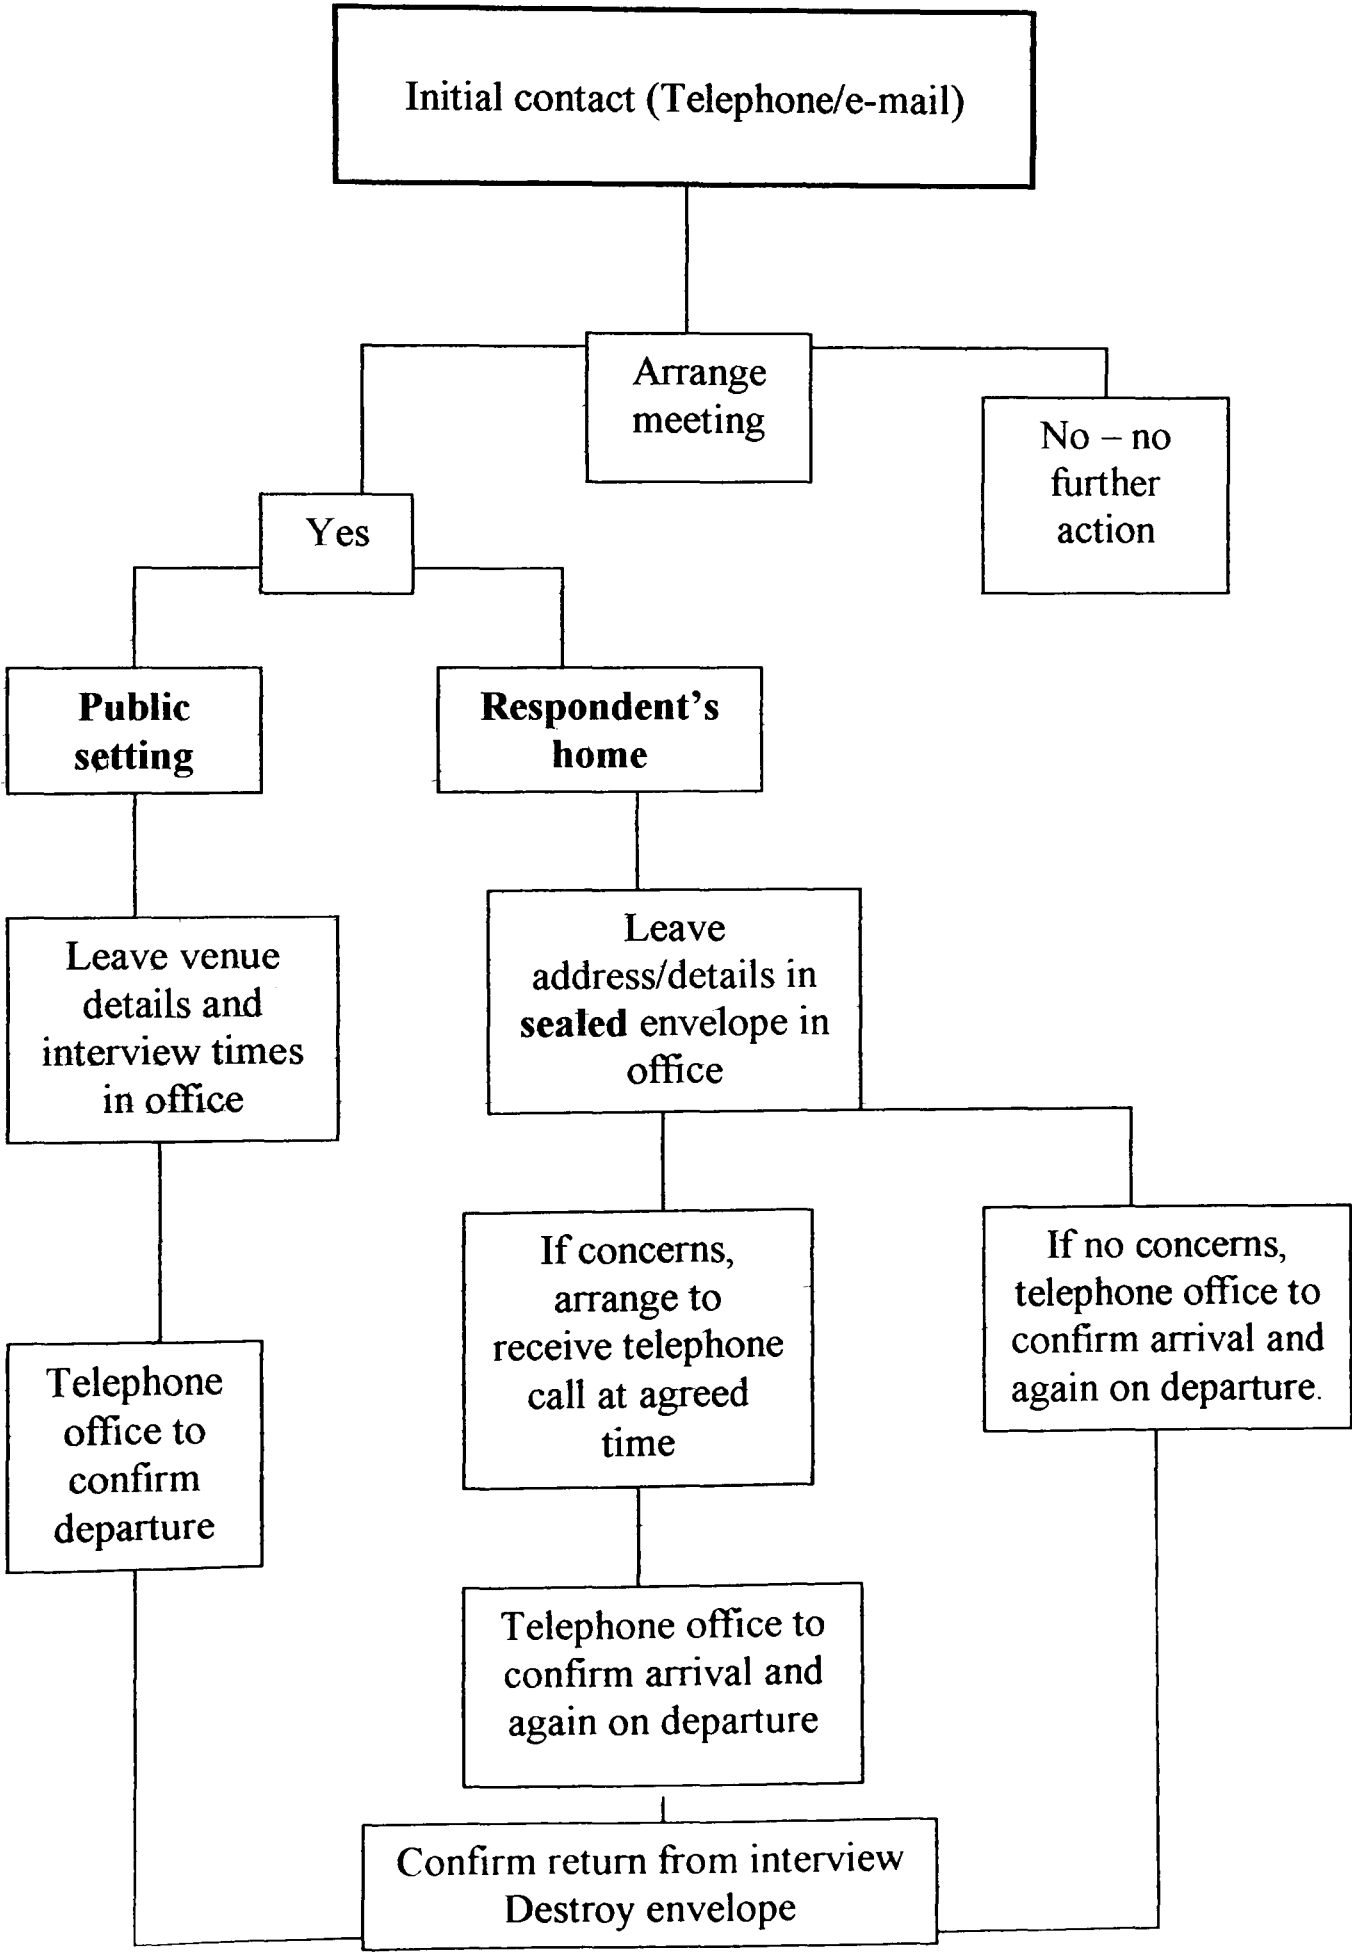 Initial contact (Telephone/e-mail)
Arrange
meeting
No – no
further
action
Yes
Public
setting
Respondent’s
home
Leave venue
details and
interview times
in office
Leave
address/details in
sealed envelope in
office
If concerns,
arrange to
receive telephone
call at agreed
time
If no concerns,
telephone office to
confirm arrival and
again on departure.
Telephone
office to
confirm
departure
Telephone office to
confirm arrival and
again on departure
Confirm return from interview
Destroy envelope